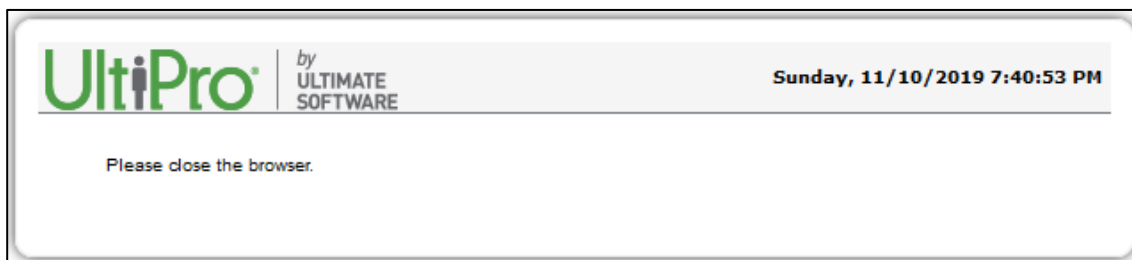 UltiPro®
by
ULTIMATE
SOFTWARE
Sunday, 11/10/2019 7:40:53 PM
Please close the browser.